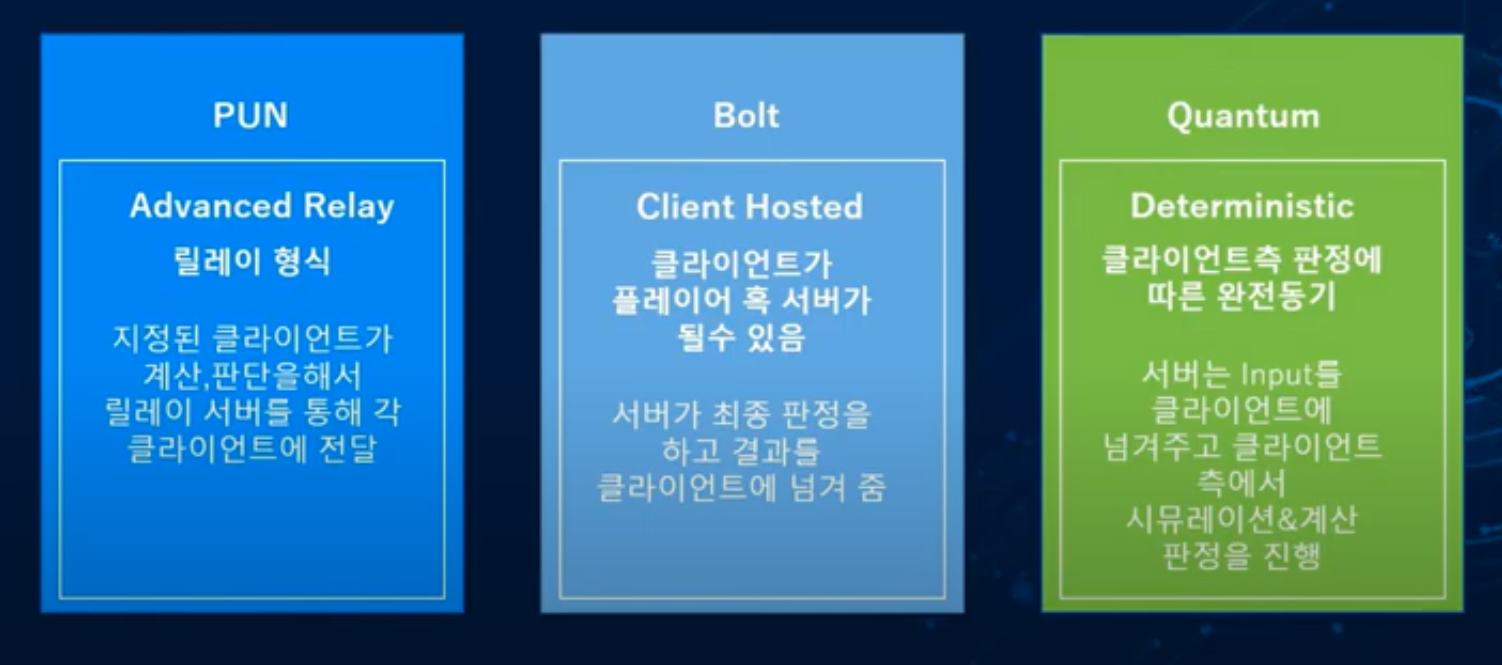 PUN
Advanced Relay
릴레이 형식
지정된 클라이언트가
계산,판단을해서
릴레이 서버를 통해 각
클라이언트에 전달
Bolt
Client Hosted
클라이언트가
플레이어 혹 서버가
될수 있음
서버가 최종 판정을
하고 결과를
클라이언트에 넘겨 줌
Quantum
Deterministic
클라이언트측 판정에
따른 완전동기
서버는 Input를
클라이언트에
넘겨주고 클라이언트
측에서
시뮤레이션&계산
판정을 진행